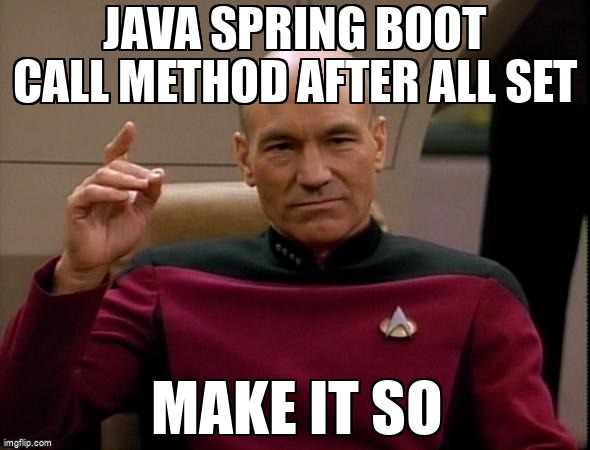 JAVA SPRING BOOT
CALL METHOD AFTER ALL SET
MAKE IT SO
imgflip.com